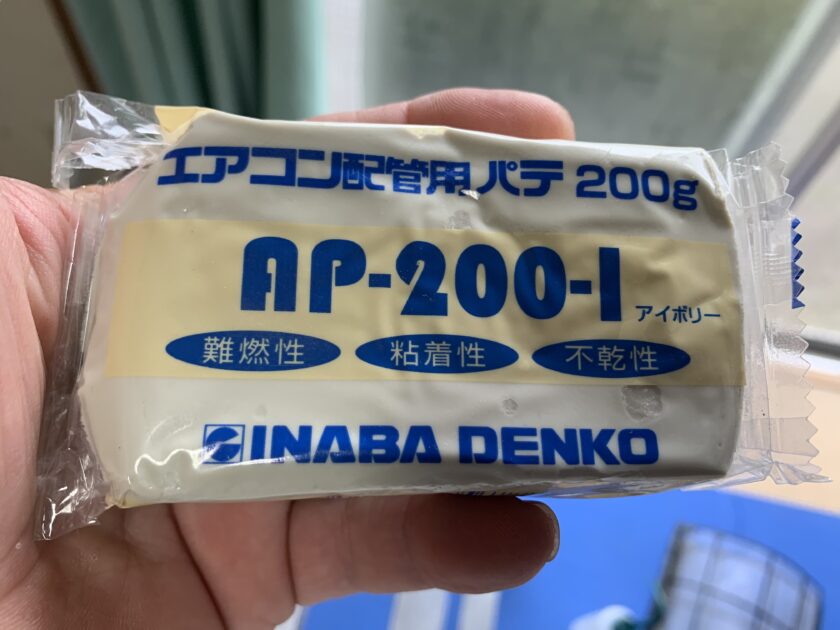 エアコン配管用パテ 200g
AP-200-I
アイボリー
難燃性 粘着性 不乾性
INABA DENKO